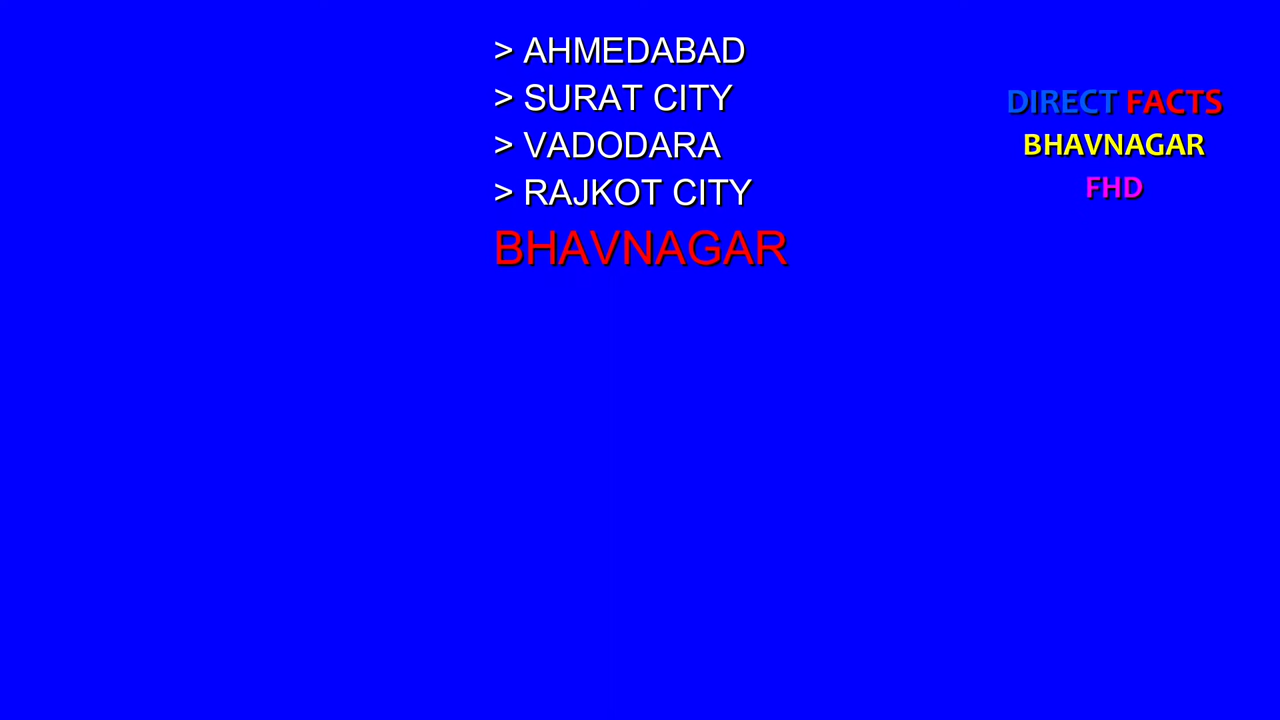 > AHMEDABAD
> SURAT CITY
> VADODARA
> RAJKOT CITY
BHAVNAGAR
DIRECT FACTS
BHAVNAGAR
FHD